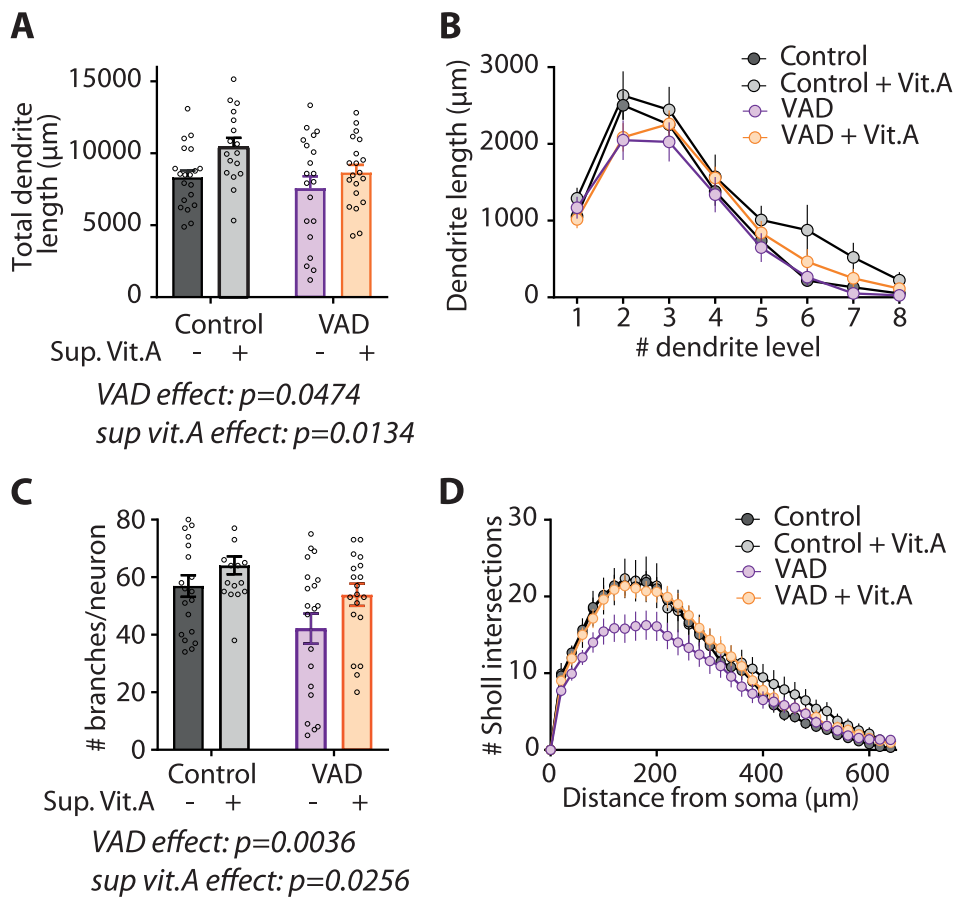 A
Total dendrite
length (µm)
15000
10000
5000
0
Control
VAD
Sup. Vit.A - + - +
VAD effect: p=0.0474
sup vit.A effect: p=0.0134
B
Dendrite length (µm)
3000
2000
1000
0
1 2 3 4 5 6 7 8
# dendrite level
Control
Control + Vit.A
VAD
VAD + Vit.A
C
# branches/neuron
80
60
40
20
0
Control
VAD
Sup. Vit.A - + - +
VAD effect: p=0.0036
sup vit.A effect: p=0.0256
D
# Sholl intersections
30
20
10
0
0 200 400 600
Distance from soma (µm)
Control
Control + Vit.A
VAD
VAD + Vit.A